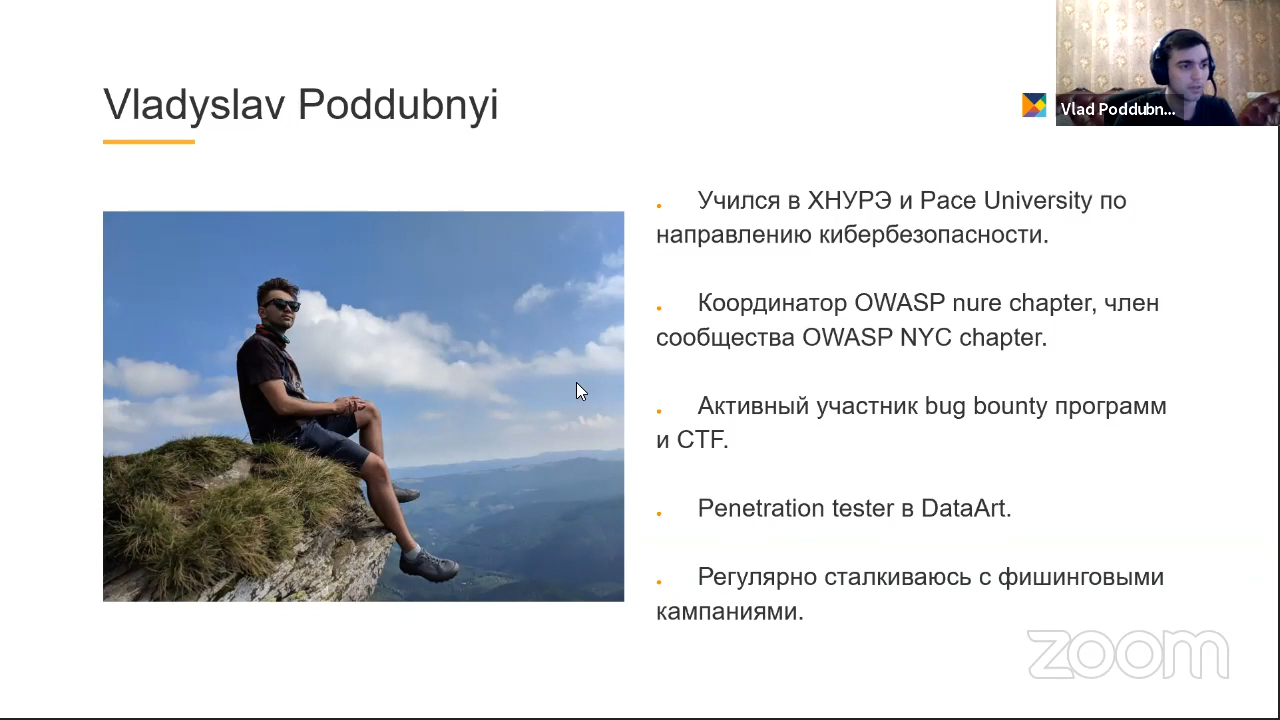 Vladyslav Poddubnyi
Vlad Poddubn...
. Учился в ХНУРЭ и Pace University по
направлению кибербезопасности.
. Координатор OWASP nure chapter, член
сообщества OWASP NYC chapter.
. Активный участник bug bounty программ
и CTF.
. Penetration tester в DataArt.
. Регулярно сталкиваюсь с фишинговыми
кампаниями.
zoom